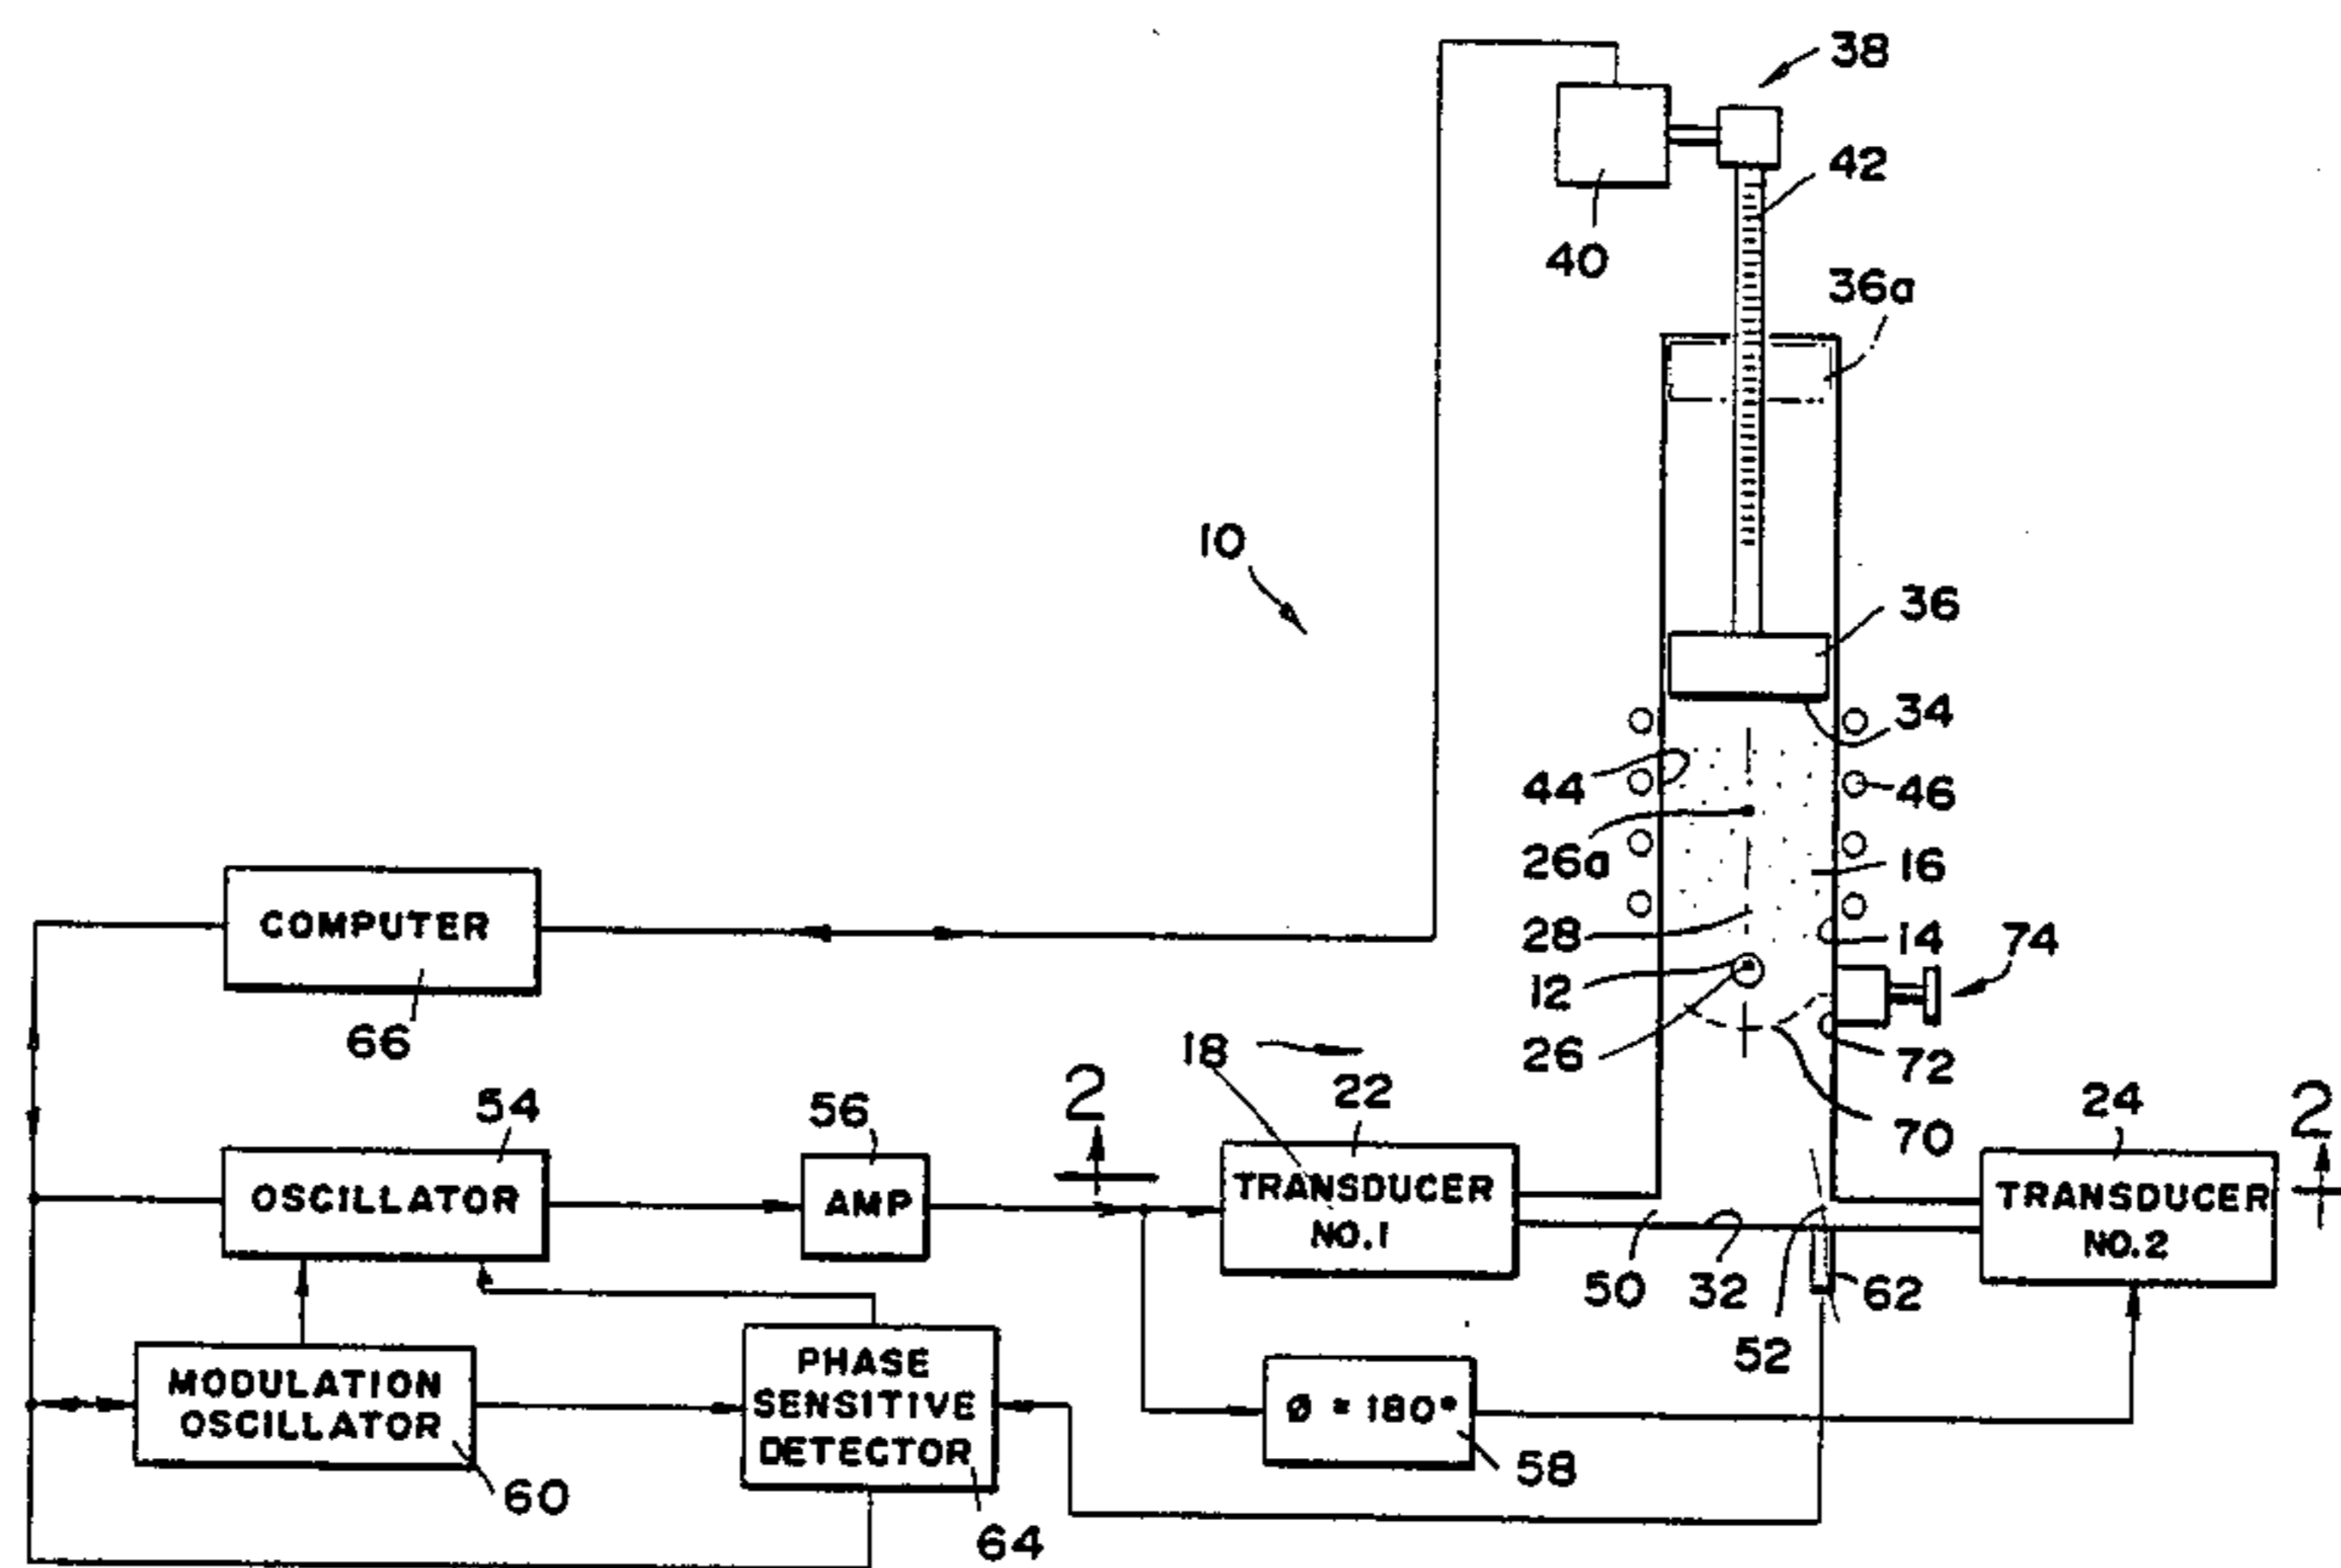 38
42
40
36a
10
36
34
44
46
26a
16
28
14
74
12
COMPUTER
66
26
72
18
22
70
24
54
56
2
2
OSCILLATOR
AMP
TRANSDUCER
NO.1
TRANSDUCER
NO.2
50
32
52
62
MODULATION
OSCILLATOR
60
PHASE
SENSITIVE
DETECTOR
64
Ø = 180°
58